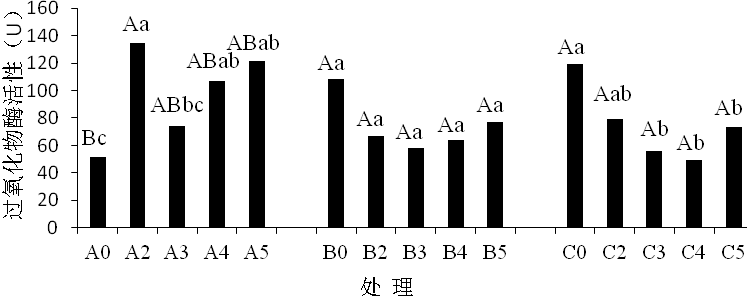 过氧化物酶活性（U）
160
140
120
100
80
60
40
20
0
Bc
Aa
ABbc
ABab
ABab
Aa
Aa
Aa
Aa
Aa
Aa
Aab
Ab
Ab
Ab
A0 A2 A3 A4 A5 B0 B2 B3 B4 B5 C0 C2 C3 C4 C5
处 理